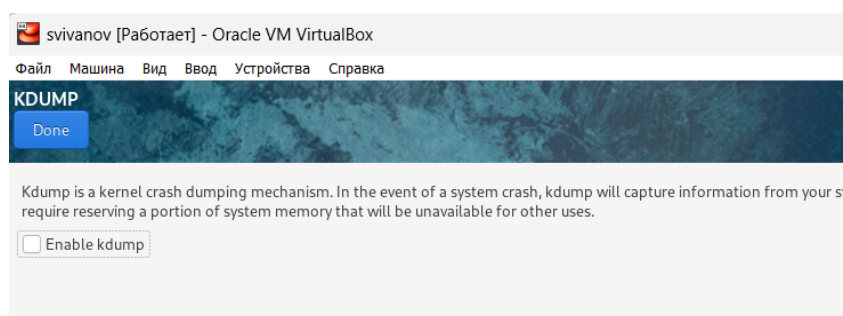 svivanov [Работает] - Oracle VM VirtualBox
Файл Машина Вид Ввод Устройства Справка
KDUMP
Done
Kdump is a kernel crash dumping mechanism. In the event of a system crash, kdump will capture information from your
require reserving a portion of system memory that will be unavailable for other uses.
Enable kdump